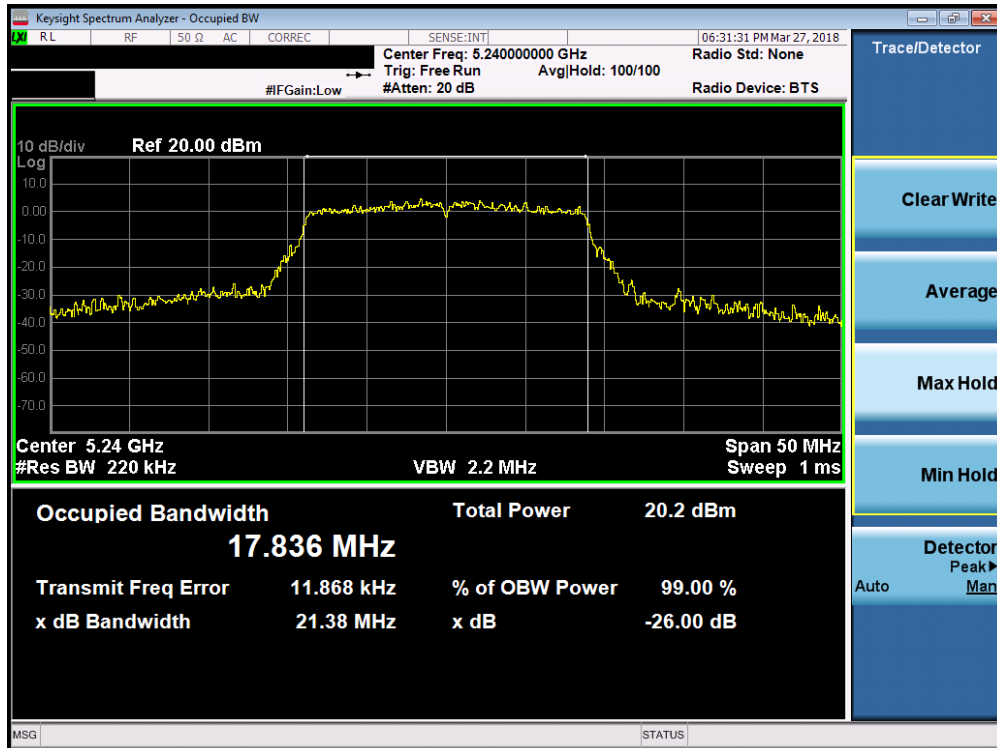 Keysight Spectrum Analyzer - Occupied BW
LXI RL RF 50 Ω AC CORREC SENSE:INT 06:31:31 PM Mar 27, 2018
Center Freq: 5.240000000 GHz Radio Std: None
Trig: Free Run Avg|Hold: 100/100
#IFGain:Low #Atten: 20 dB Radio Device: BTS
10 dB/div Ref 20.00 dBm
Log
10.0
0.00
-10.0
-20.0
-30.0
-40.0
-50.0
-60.0
-70.0
Center 5.24 GHz Span 50 MHz
#Res BW 220 kHz VBW 2.2 MHz Sweep 1 ms
Occupied Bandwidth Total Power 20.2 dBm
17.836 MHz
Transmit Freq Error 11.868 kHz % of OBW Power 99.00 %
x dB Bandwidth 21.38 MHz x dB -26.00 dB
MSG STATUS
Trace/Detector
Clear Write
Average
Max Hold
Min Hold
Detector
Peak▶
Auto Man